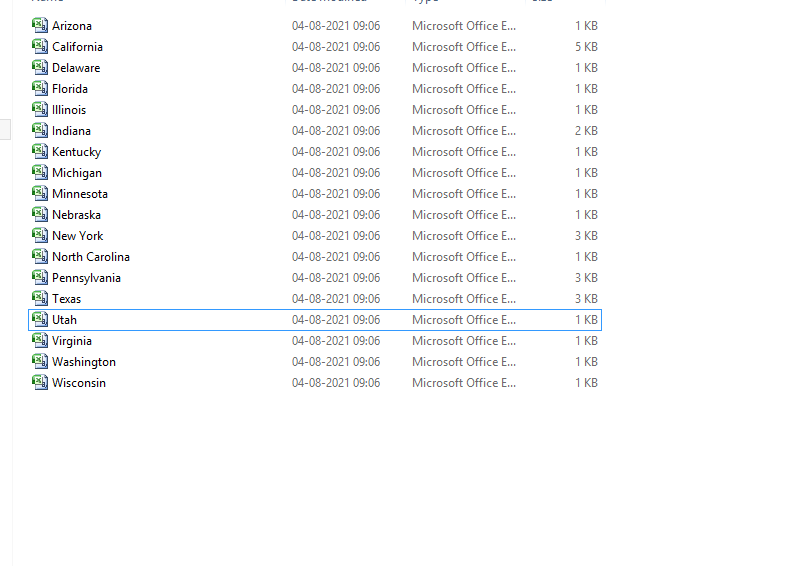 Arizona 04-08-2021 09:06 Microsoft Office E... 1 KB
California 04-08-2021 09:06 Microsoft Office E... 5 KB
Delaware 04-08-2021 09:06 Microsoft Office E... 1 KB
Florida 04-08-2021 09:06 Microsoft Office E... 1 KB
Illinois 04-08-2021 09:06 Microsoft Office E... 1 KB
Indiana 04-08-2021 09:06 Microsoft Office E... 2 KB
Kentucky 04-08-2021 09:06 Microsoft Office E... 1 KB
Michigan 04-08-2021 09:06 Microsoft Office E... 1 KB
Minnesota 04-08-2021 09:06 Microsoft Office E... 1 KB
Nebraska 04-08-2021 09:06 Microsoft Office E... 1 KB
New York 04-08-2021 09:06 Microsoft Office E... 3 KB
North Carolina 04-08-2021 09:06 Microsoft Office E... 1 KB
Pennsylvania 04-08-2021 09:06 Microsoft Office E... 3 KB
Texas 04-08-2021 09:06 Microsoft Office E... 3 KB
Utah 04-08-2021 09:06 Microsoft Office E... 1 KB
Virginia 04-08-2021 09:06 Microsoft Office E... 1 KB
Washington 04-08-2021 09:06 Microsoft Office E... 1 KB
Wisconsin 04-08-2021 09:06 Microsoft Office E... 1 KB